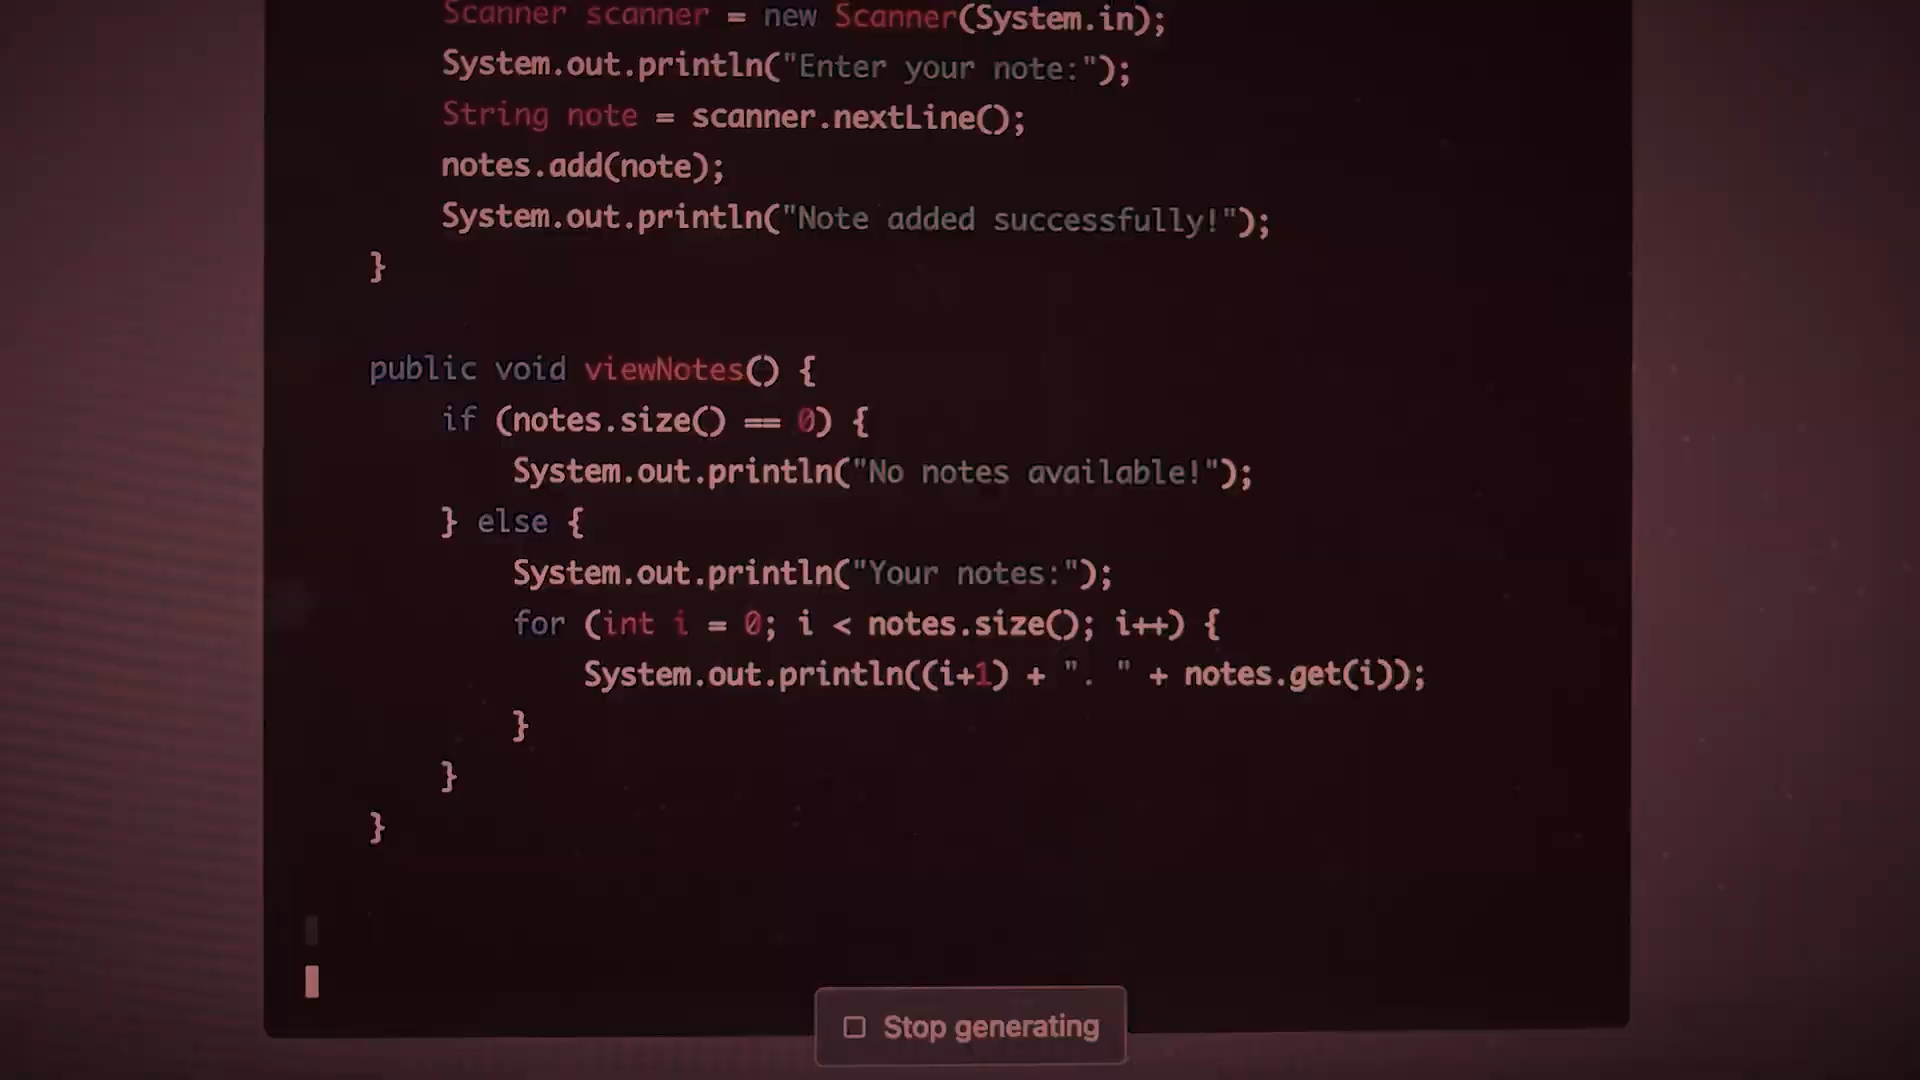 Scanner scanner = new Scanner(System.in);
System.out.println("Enter your note:");
String note = scanner.nextLine();
notes.add(note);
System.out.println("Note added successfully!");
}
public void viewNotes() {
if (notes.size() == 0) {
System.out.println("No notes available!");
} else {
System.out.println("Your notes:");
for (int i = 0; i < notes.size(); i++) {
System.out.println((i+1) + ". " + notes.get(i));
}
}
}
Stop generating